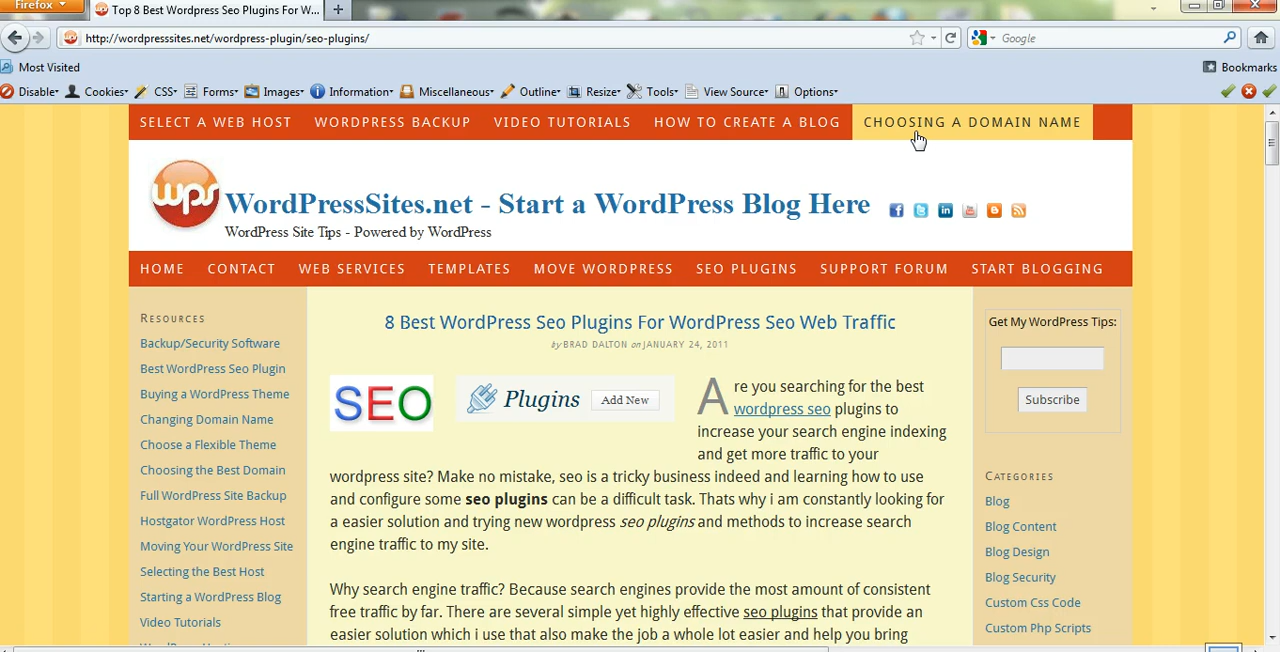 Firefox
Top 8 Best Wordpress Seo Plugins For W...
http://wordpresssites.net/wordpress-plugin/seo-plugins/
Google
Most Visited
Bookmarks
Disable Cookies CSS Forms Images Information Miscellaneous Outline Resize Tools View Source Options
SELECT A WEB HOST WORDPRESS BACKUP VIDEO TUTORIALS HOW TO CREATE A BLOG CHOOSING A DOMAIN NAME
wps
WordPressSites.net - Start a WordPress Blog Here
WordPress Site Tips - Powered by WordPress
HOME CONTACT WEB SERVICES TEMPLATES MOVE WORDPRESS SEO PLUGINS SUPPORT FORUM START BLOGGING
RESOURCES
Backup/Security Software
Best WordPress Seo Plugin
Buying a WordPress Theme
Changing Domain Name
Choose a Flexible Theme
Choosing the Best Domain
Full WordPress Site Backup
Hostgator WordPress Host
Moving Your WordPress Site
Selecting the Best Host
Starting a WordPress Blog
Video Tutorials
8 Best WordPress Seo Plugins For WordPress Seo Web Traffic
by BRAD DALTON on JANUARY 24, 2011
SEO
Plugins Add New
Are you searching for the best
wordpress seo plugins to
increase your search engine indexing
and get more traffic to your
wordpress site? Make no mistake, seo is a tricky business indeed and learning how to use
and configure some seo plugins can be a difficult task. Thats why i am constantly looking for
a easier solution and trying new wordpress seo plugins and methods to increase search
engine traffic to my site.
Why search engine traffic? Because search engines provide the most amount of consistent
free traffic by far. There are several simple yet highly effective seo plugins that provide an
easier solution which i use that also make the job a whole lot easier and help you bring
Get My WordPress Tips:
Subscribe
CATEGORIES
Blog
Blog Content
Blog Design
Blog Security
Custom Css Code
Custom Php Scripts